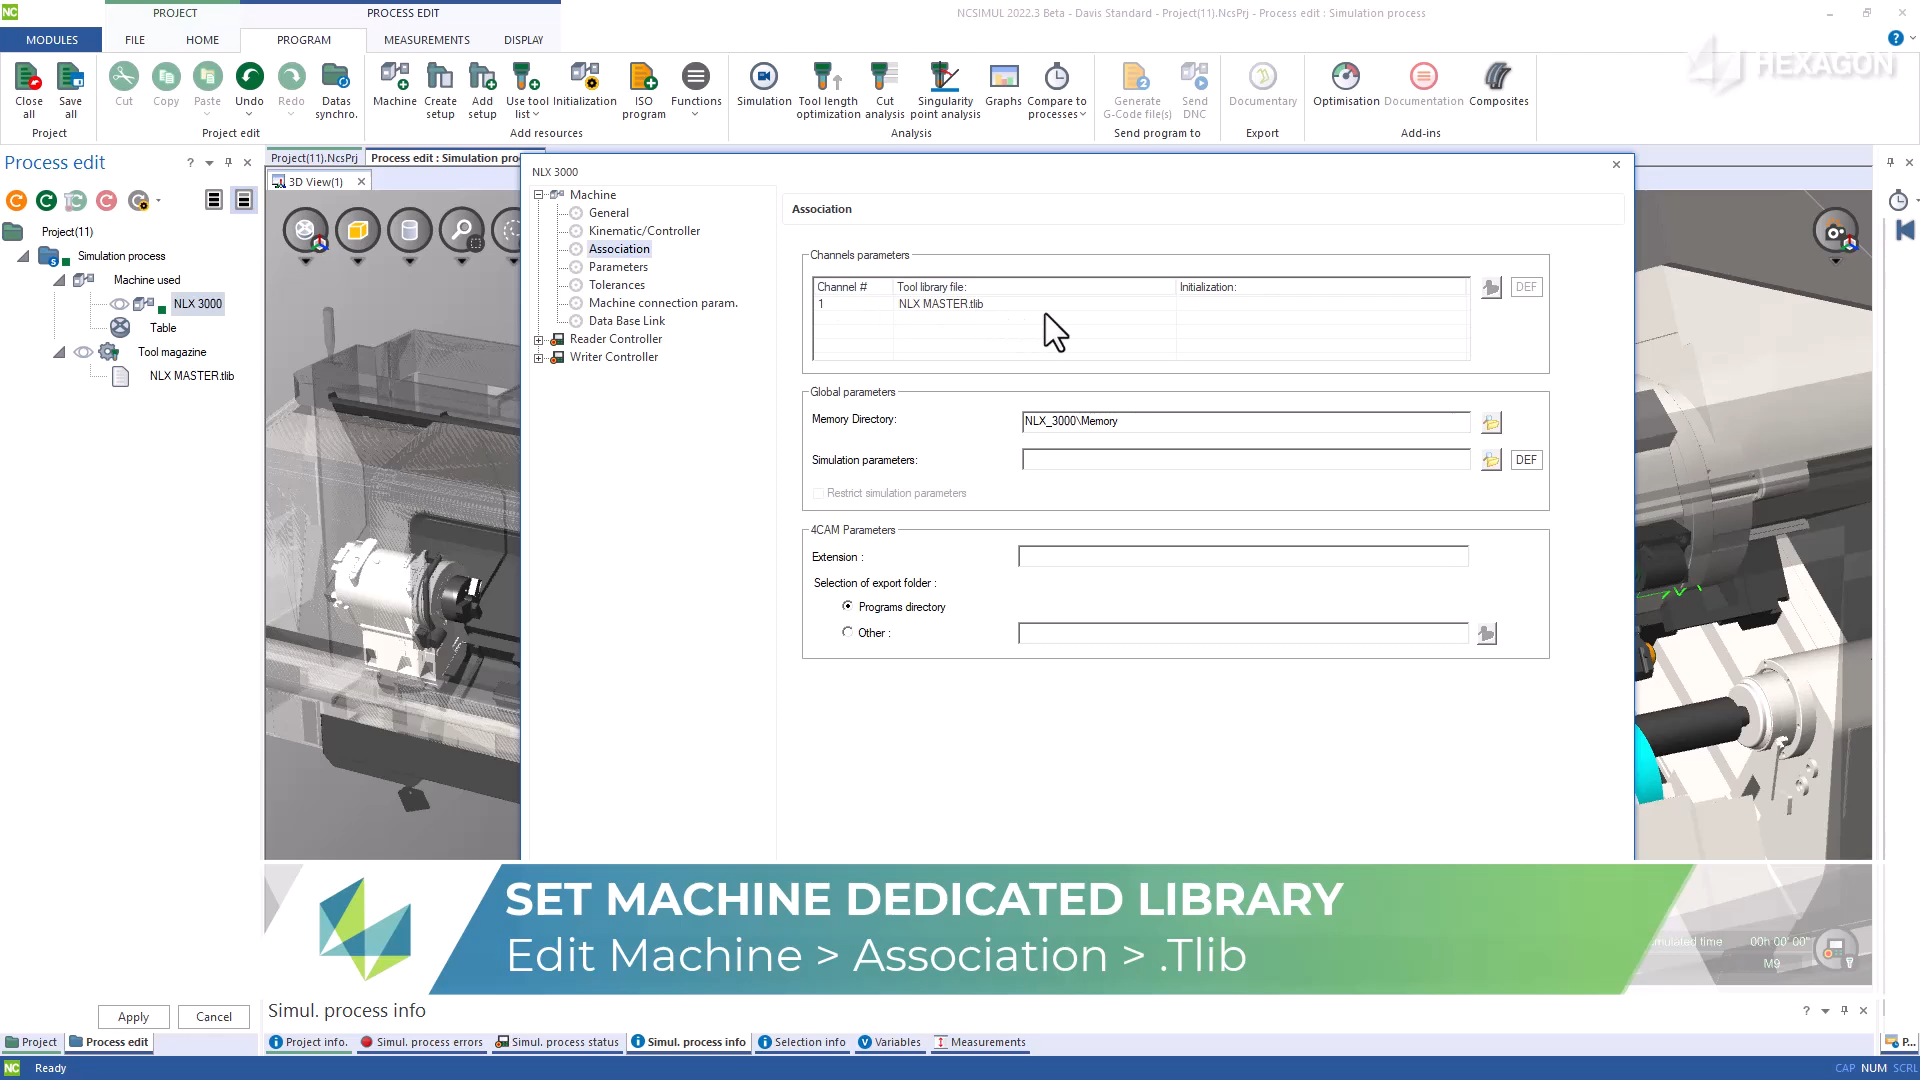 NC
PROJECT
PROCESS EDIT
NCSIMUL 2022.3 Beta - Davis Standard - Project(11).NcsPrj - Process edit : Simulation process
MODULES
FILE
HOME
PROGRAM
MEASUREMENTS
DISPLAY
?
Close all
Save all
Cut
Copy
Paste
Undo
Redo
Datas synchro.
Machine
Create setup
Add setup
Use tool list
Initialization
ISO program
Functions
Simulation
Tool length optimization
Cut analysis
Singularity point analysis
Graphs
Compare to processes
Generate G-Code file(s)
Send DNC
Documentary
Optimisation
Documentation
Composites
HEXAGON
Project
Project edit
Add resources
Analysis
Send program to
Export
Add-ins
Process edit
?
Project(11)
Simulation process
Machine used
NLX 3000
Table
Tool magazine
NLX MASTER.tlib
Project(11).NcsPrj
Process edit : Simulation pro
3D View(1)
NLX 3000
Machine
General
Kinematic/Controller
Association
Parameters
Tolerances
Machine connection param.
Data Base Link
Reader Controller
Writer Controller
Association
Channels parameters
Channel #
Tool library file:
Initialization:
1
NLX MASTER.tlib
DEF
Global parameters
Memory Directory:
NLX_3000\Memory
Simulation parameters:
DEF
Restrict simulation parameters
4CAM Parameters
Extension :
Selection of export folder :
Programs directory
Other :
SET MACHINE DEDICATED LIBRARY
Edit Machine > Association > .Tlib
mulated time
00h 00' 00"
M9
Apply
Cancel
Simul. process info
?
Project
Process edit
Project info.
Simul. process errors
Simul. process status
Simul. process info
Selection info
Variables
Measurements
P...
NC
Ready
CAP
NUM
SCRL